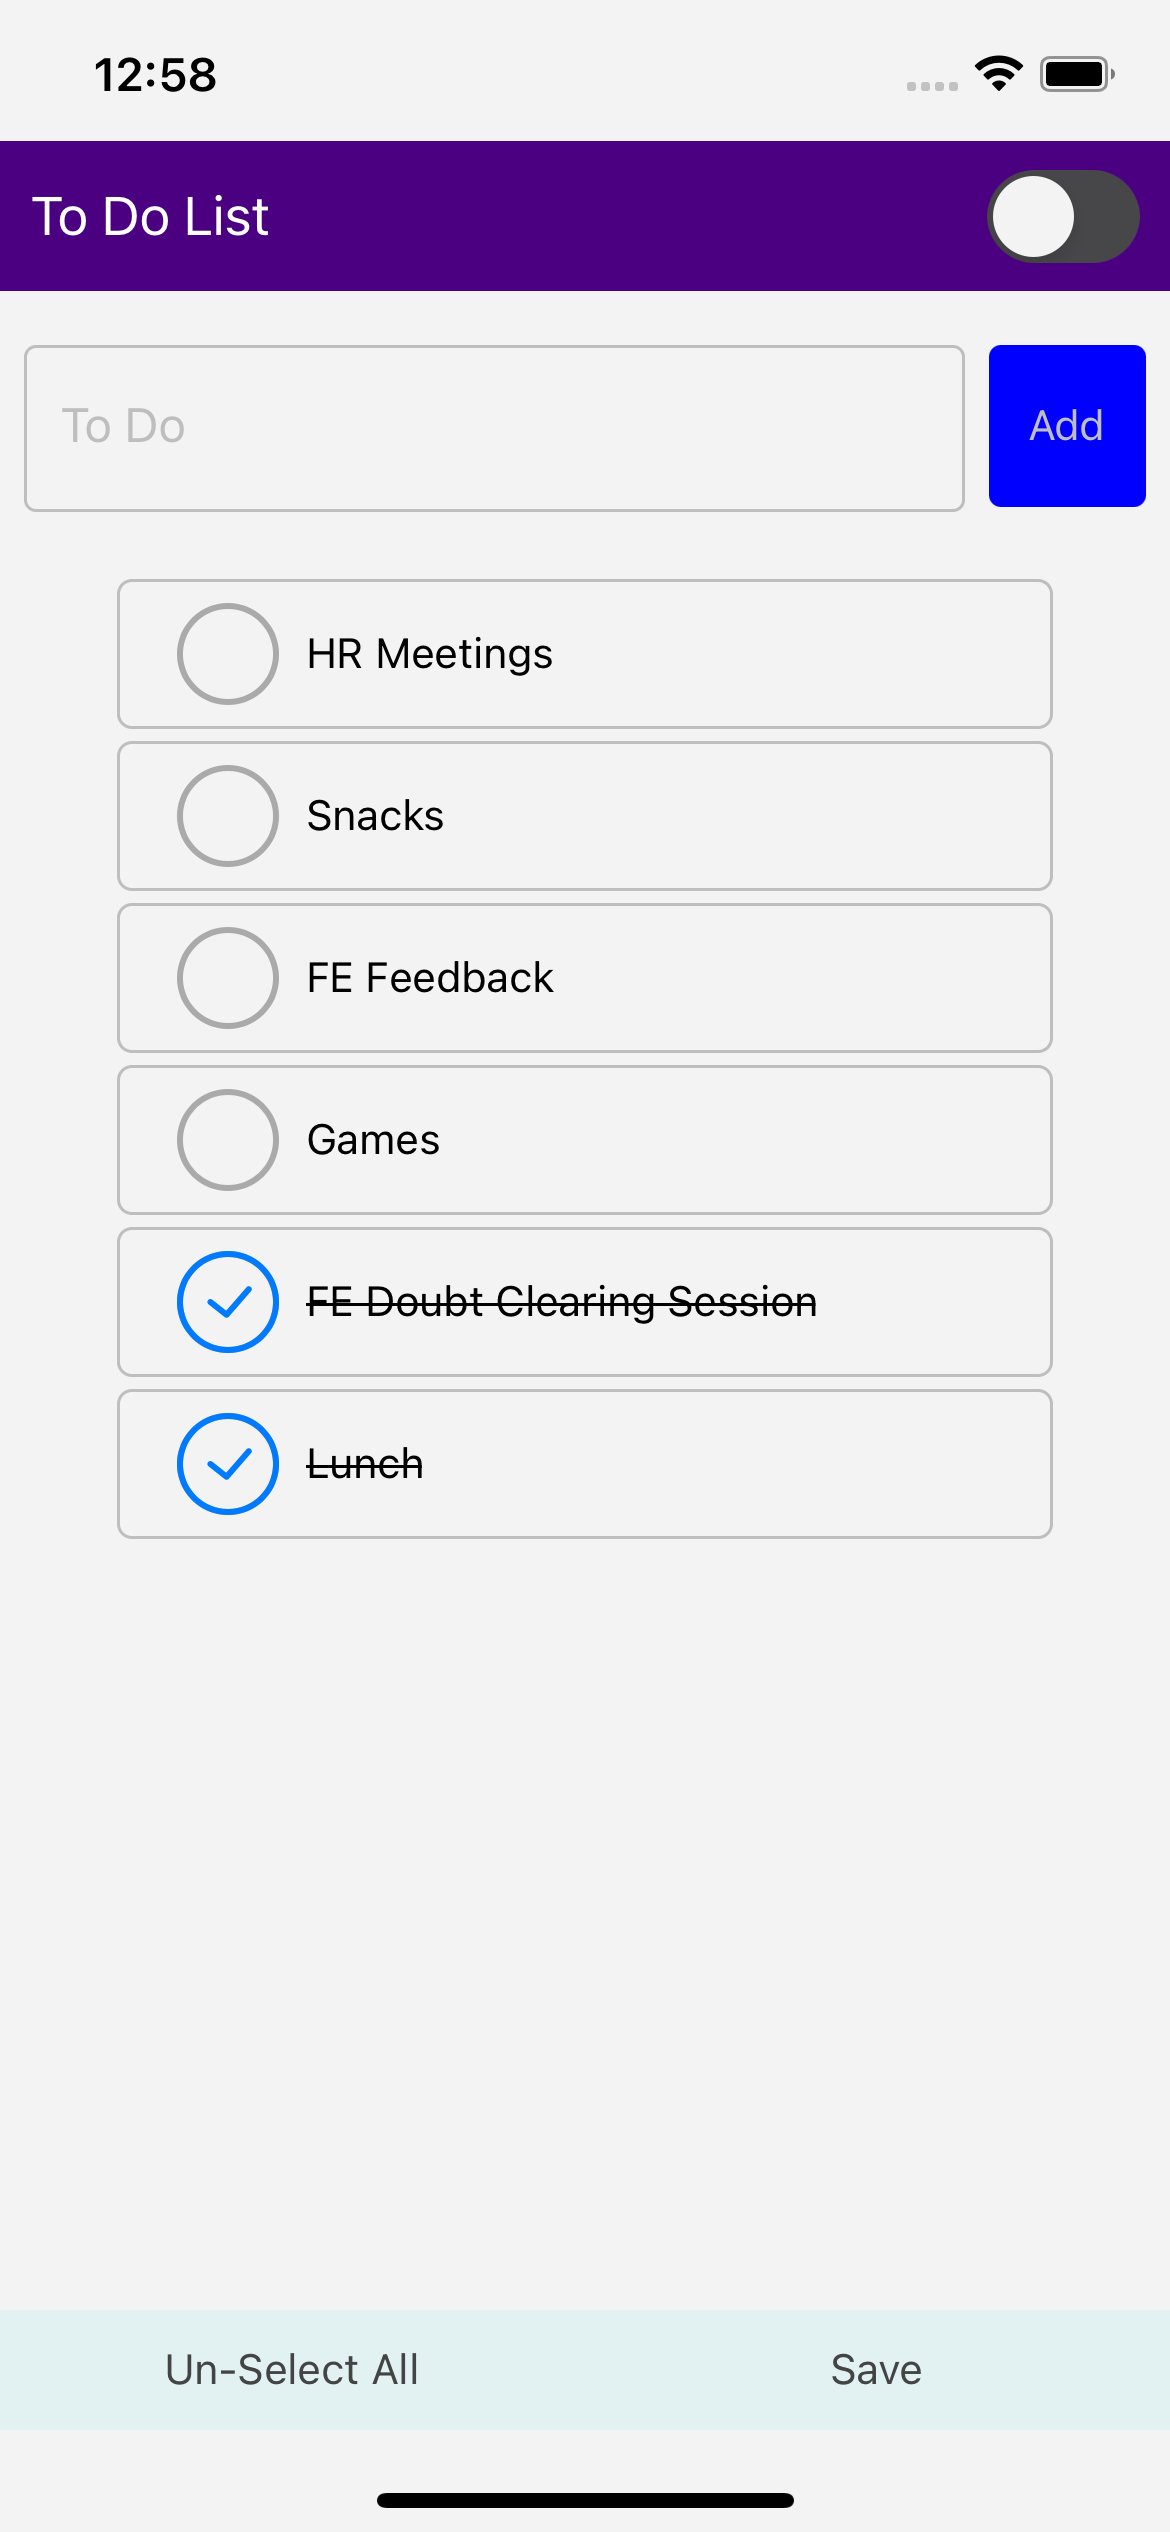 12:58
To Do List
To Do
Add
HR Meetings
Snacks
FE Feedback
Games
FE Doubt Clearing Session
Lunch
Un-Select All
Save